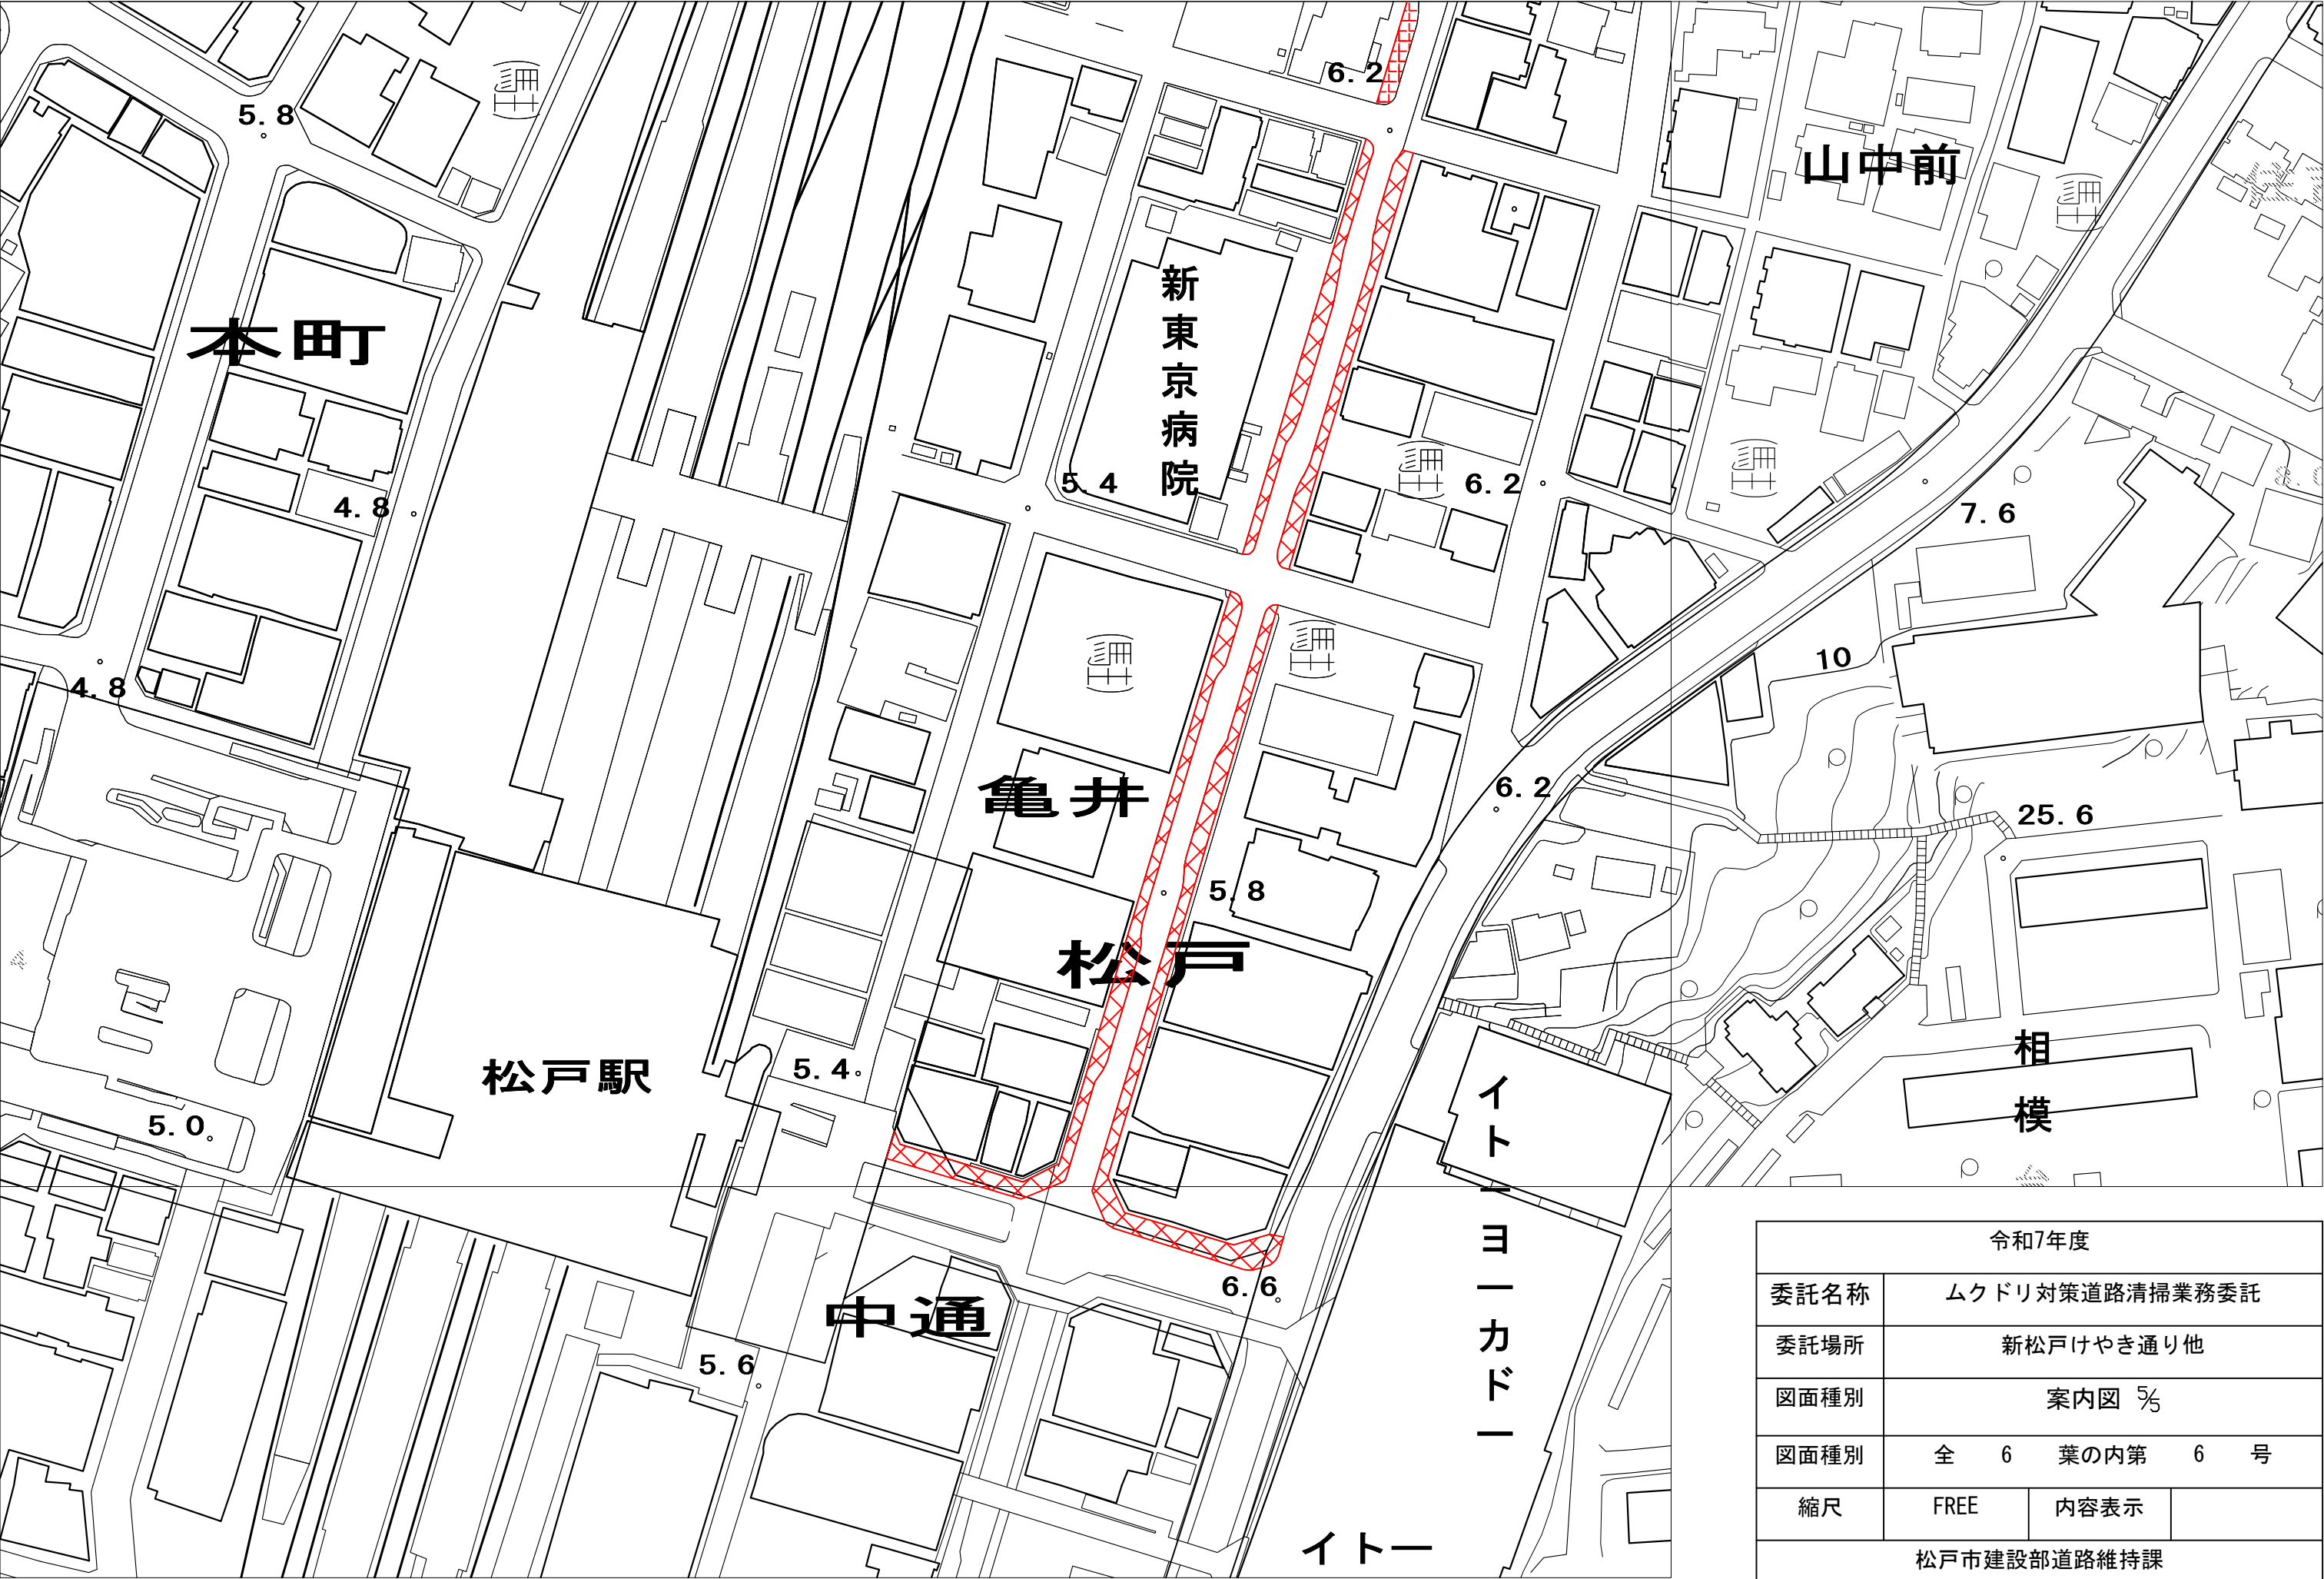 6.2
5.8
山中前
新東京病院
本町
5.4
6.2
4.8
7.6
10
4.8
亀井
6.2
25.6
5.8
松戸
松戸駅
5.4
相模
5.0
イトーヨーカドー
6.6
中通
5.6
イトー
令和7年度
委託名称 ムクドリ対策道路清掃業務委託
委託場所 新松戸けやき通り他
図面種別 案内図 5/5
図面種別 全 6 葉の内第 6 号
縮尺 FREE 内容表示
松戸市建設部道路維持課